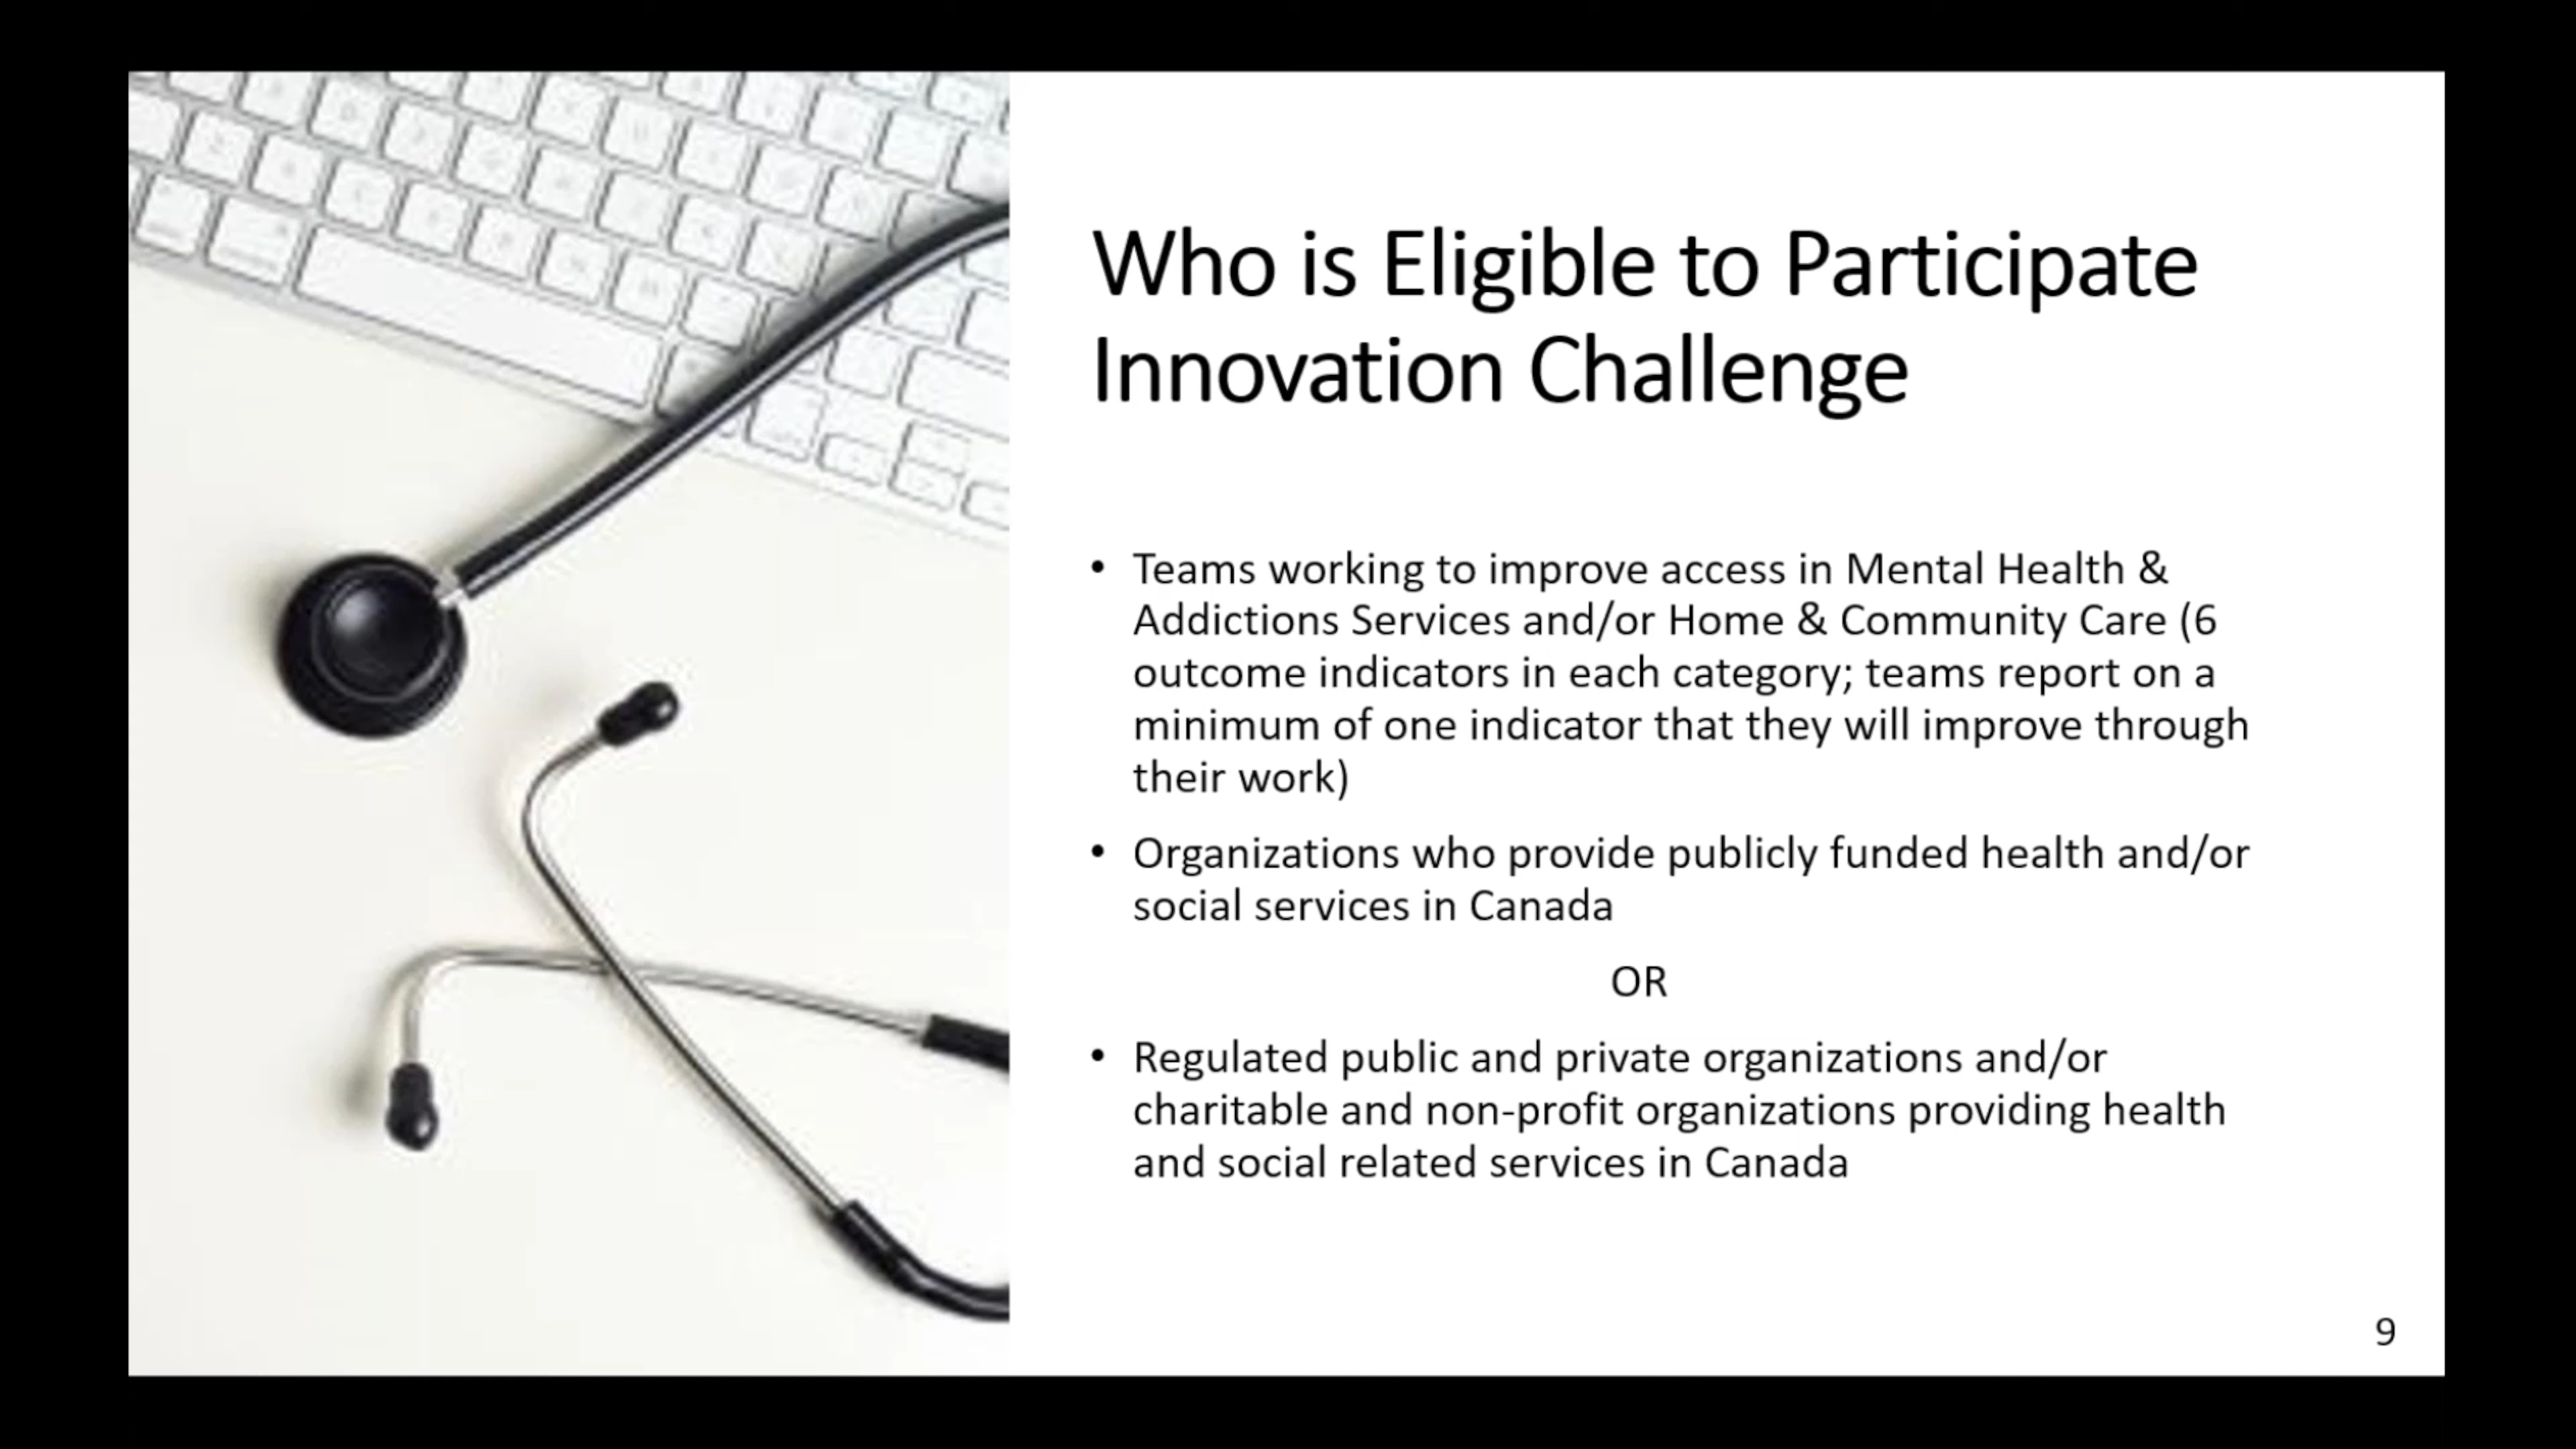 Who is Eligible to Participate
Innovation Challenge
• Teams working to improve access in Mental Health &
Addictions Services and/or Home & Community Care (6
outcome indicators in each category; teams report on a
minimum of one indicator that they will improve through
their work)
• Organizations who provide publicly funded health and/or
social services in Canada
OR
• Regulated public and private organizations and/or
charitable and non-profit organizations providing health
and social related services in Canada
9